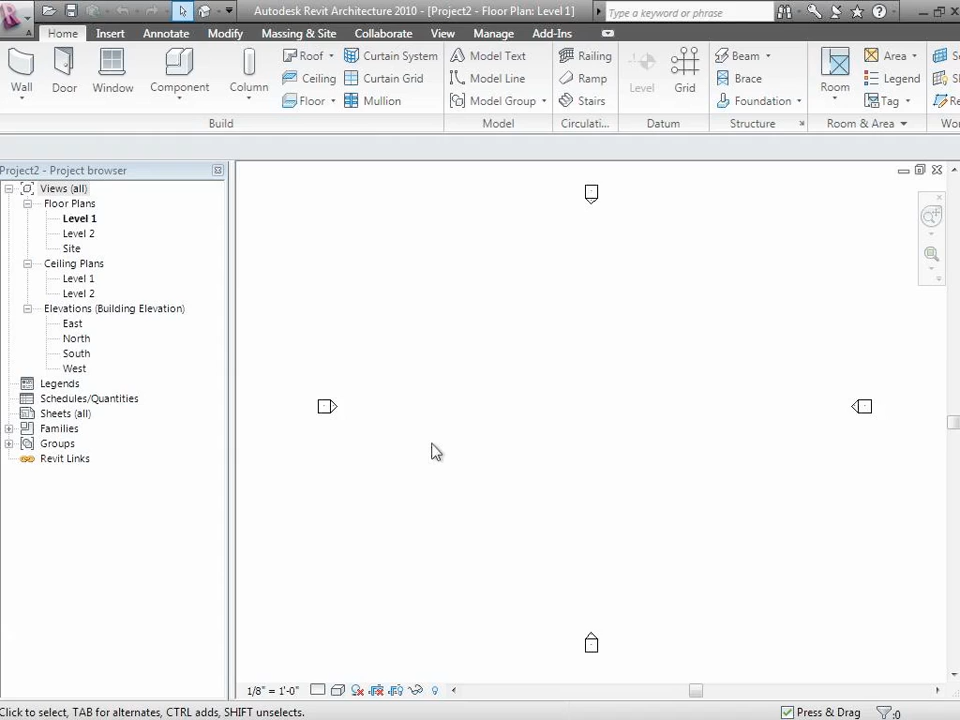 Autodesk Revit Architecture 2010 - [Project2 - Floor Plan: Level 1]
Type a keyword or phrase
Home Insert Annotate Modify Massing & Site Collaborate View Manage Add-Ins
Wall Door Window Component Column
Roof Ceiling Floor
Curtain System Curtain Grid Mullion
Model Text Model Line Model Group
Railing Ramp Stairs
Level Grid
Beam Brace Foundation
Room Area Legend Tag
Build Model Circulati... Datum Structure Room & Area
Project2 - Project browser
Views (all)
Floor Plans
Level 1
Level 2
Site
Ceiling Plans
Level 1
Level 2
Elevations (Building Elevation)
East
North
South
West
Legends
Schedules/Quantities
Sheets (all)
Families
Groups
Revit Links
1/8" = 1'-0"
Click to select, TAB for alternates, CTRL adds, SHIFT unselects.
Press & Drag
:0